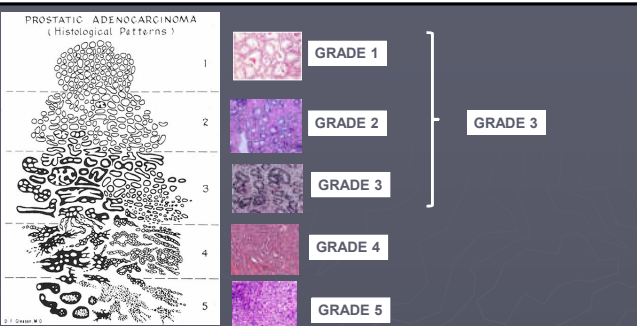 PROSTATIC ADENOCARCINOMA
(Histological Patterns)
1
2
3
4
5
D F Gleason, M.D.
GRADE 1
GRADE 2
GRADE 3
GRADE 4
GRADE 5
GRADE 3